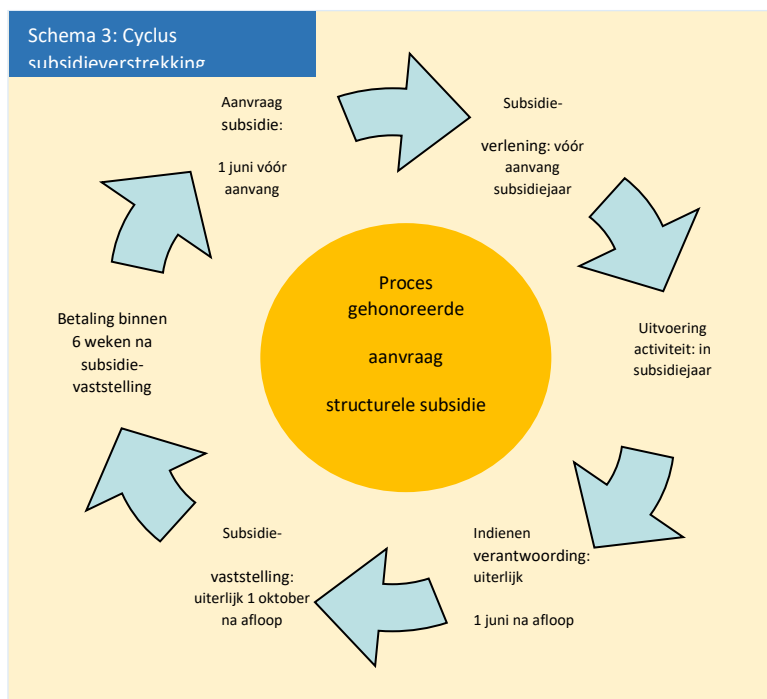 Schema 3: Cyclus
subsidieverstrekking
Aanvraag
subsidie:
1 juni vóór
aanvang
Subsidie-
verlening: vóór
aanvang
subsidiejaar
Uitvoering
activiteit: in
subsidiejaar
Indienen
verantwoording:
uiterlijk
1 juni na afloop
Subsidie-
vaststelling:
uiterlijk 1 oktober
na afloop
Betaling binnen
6 weken na
subsidie-
vaststelling
Proces
gehonoreerde
aanvraag
structurele subsidie